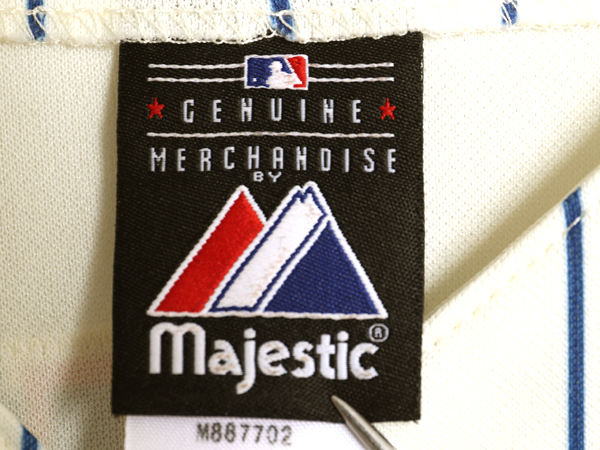 GENUINE
MERCHANDISE
BY
Majestic®
M887702